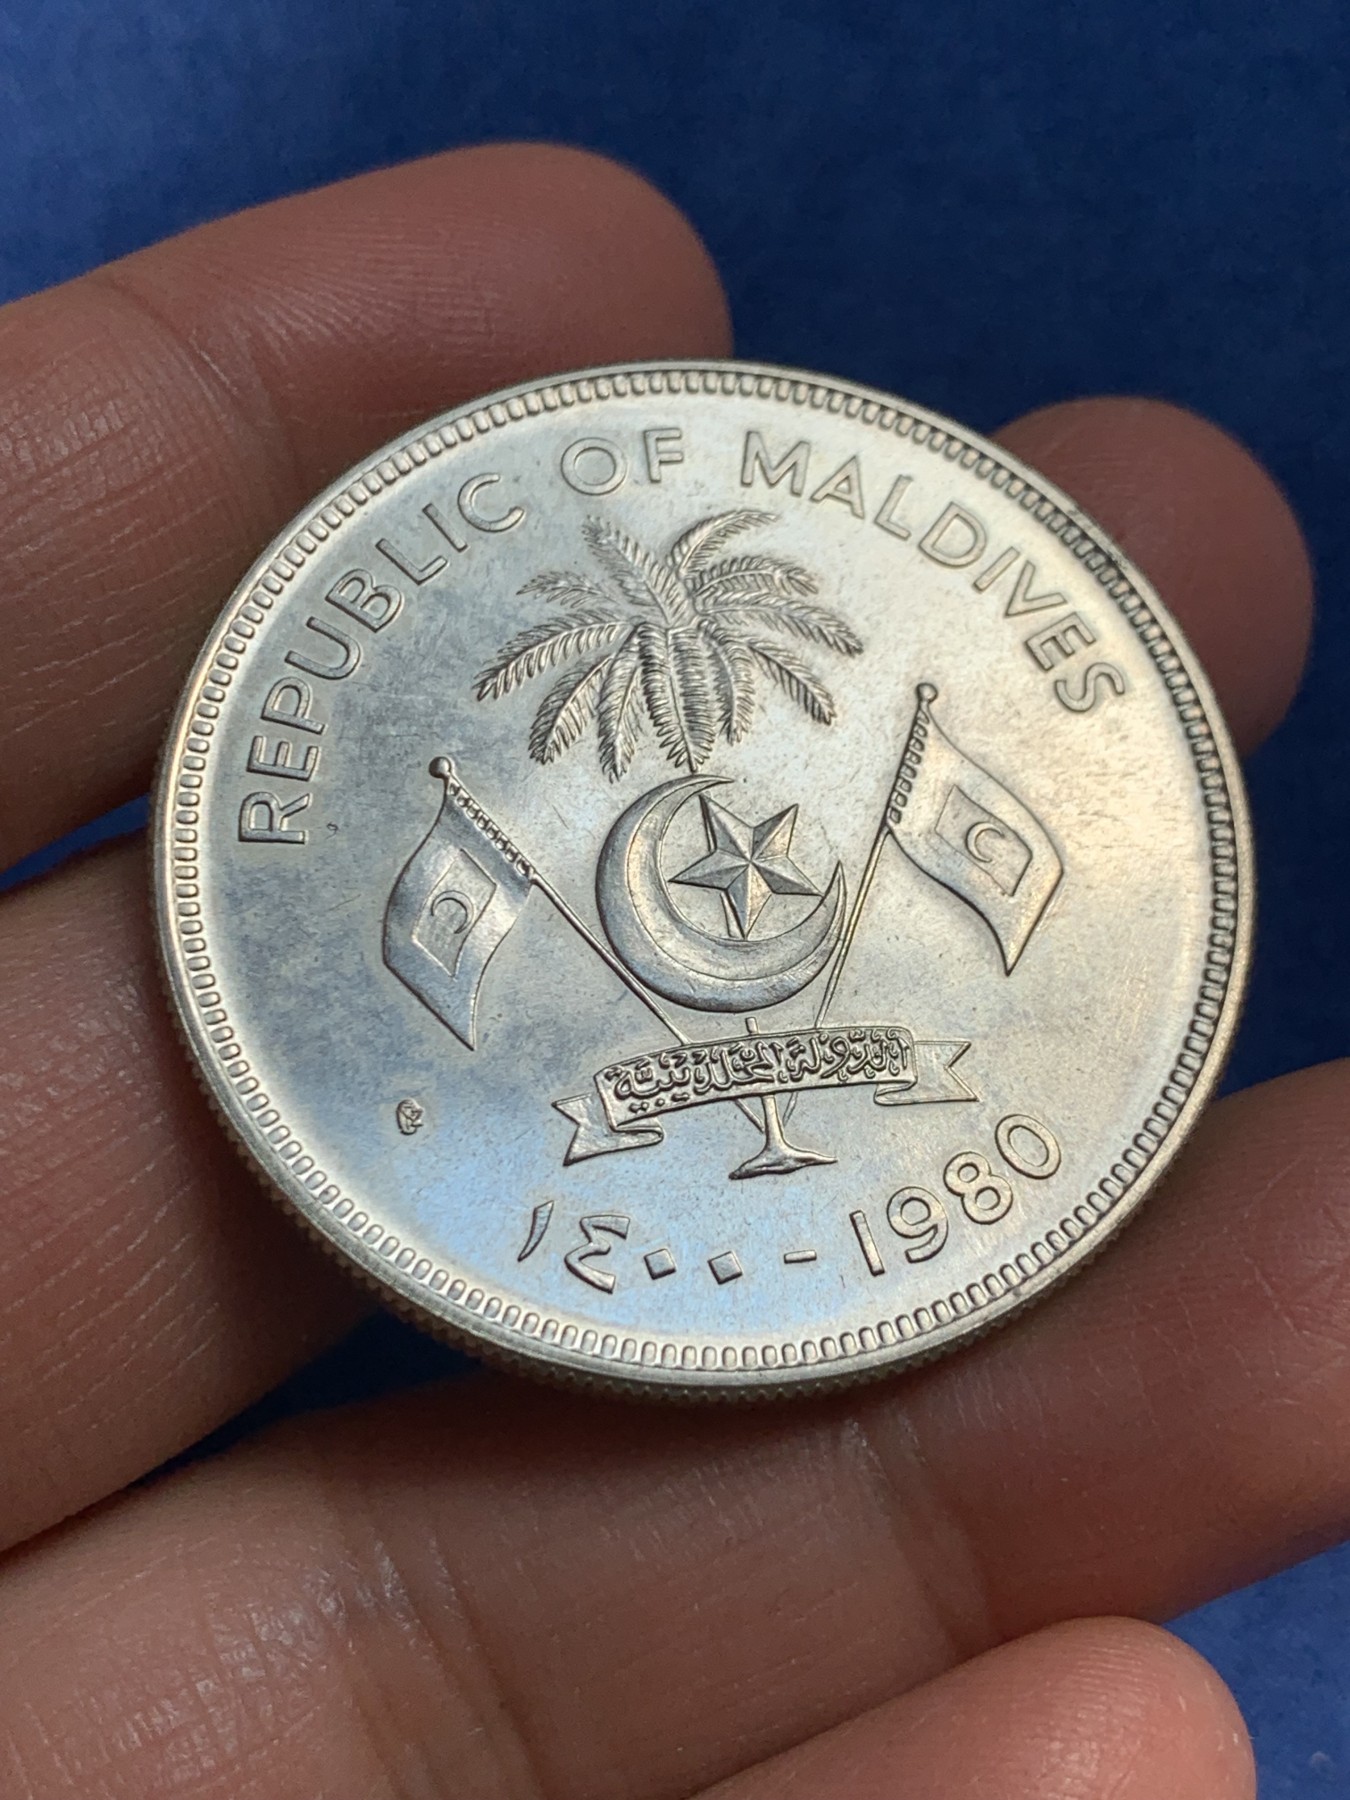 REPUBLIC OF MALDIVES
الدولة المحلديبية
١٤٠٠ - 1980